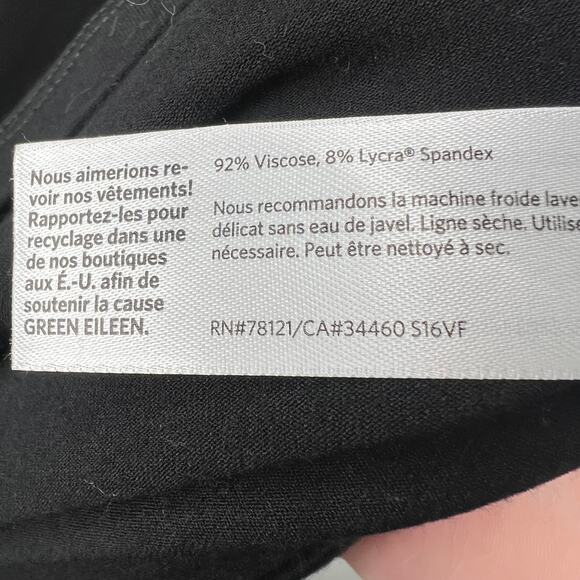 Nous aimerions re-
voir nos vêtements!
Rapportez-les pour
recyclage dans une
de nos boutiques
aux É.-U. afin de
soutenir la cause
GREEN EILEEN.
92% Viscose, 8% Lycra® Spandex
Nous recommandons la machine froide lave
délicat sans eau de javel. Ligne sèche. Utilise
nécessaire. Peut être nettoyé à sec.
RN#78121/CA#34460 S16VF